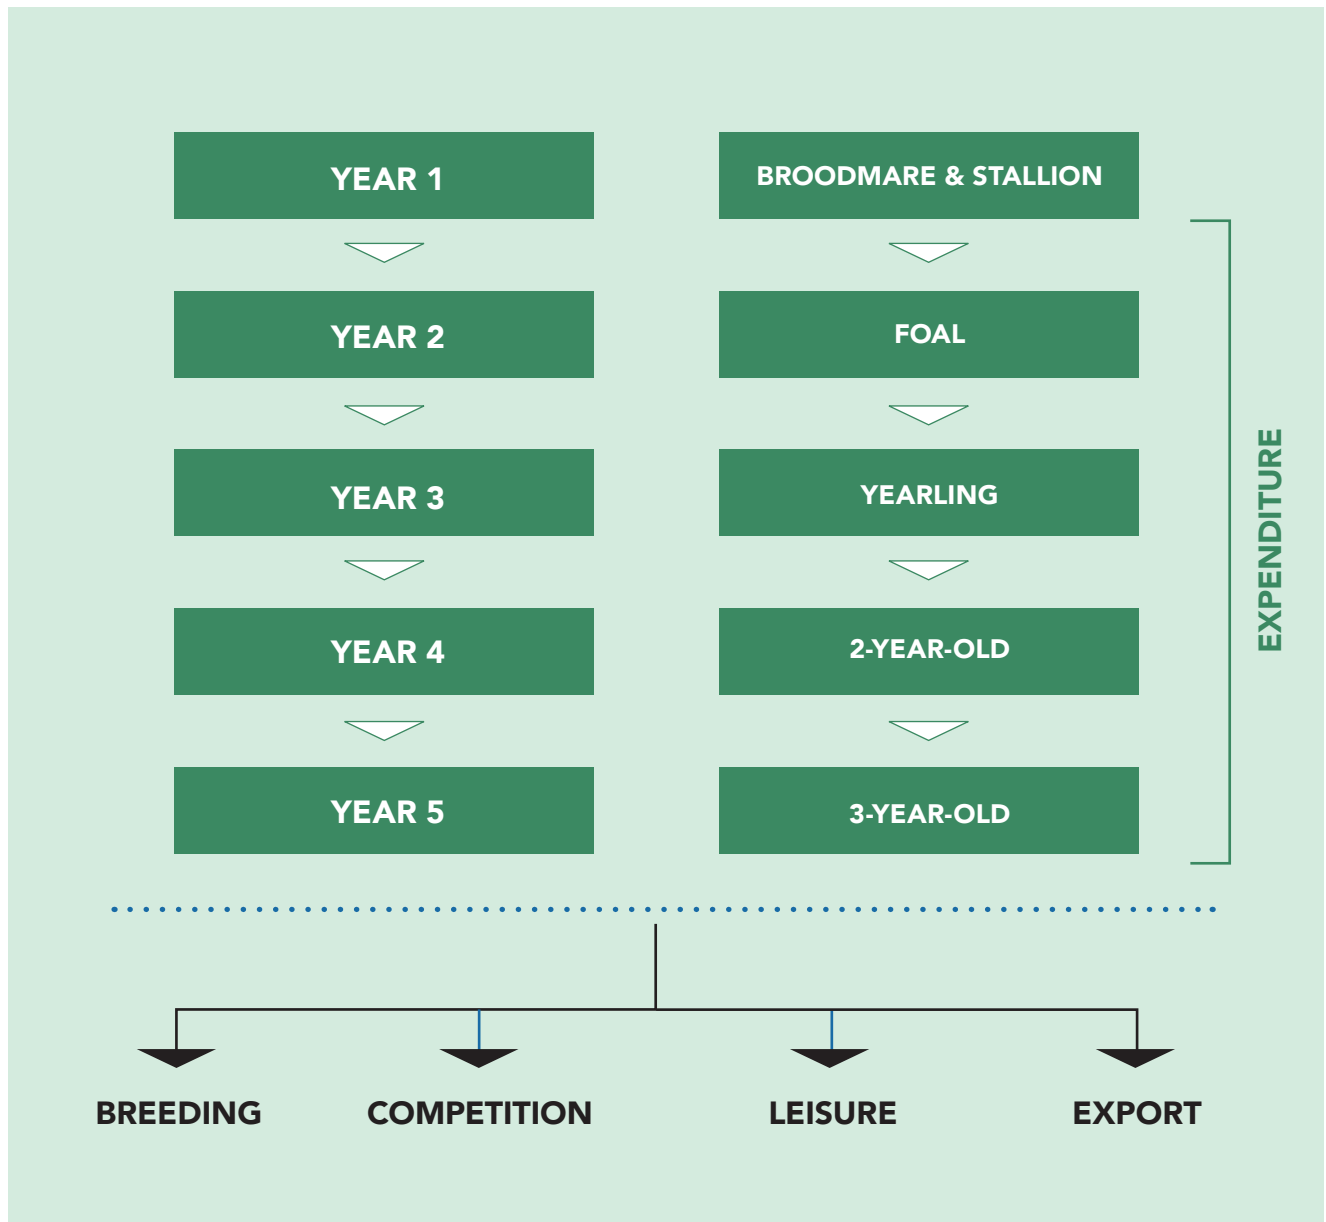 YEAR 1
BROODMARE & STALLION
YEAR 2
FOAL
YEAR 3
YEARLING
YEAR 4
2-YEAR-OLD
YEAR 5
3-YEAR-OLD
EXPENDITURE
BREEDING
COMPETITION
LEISURE
EXPORT